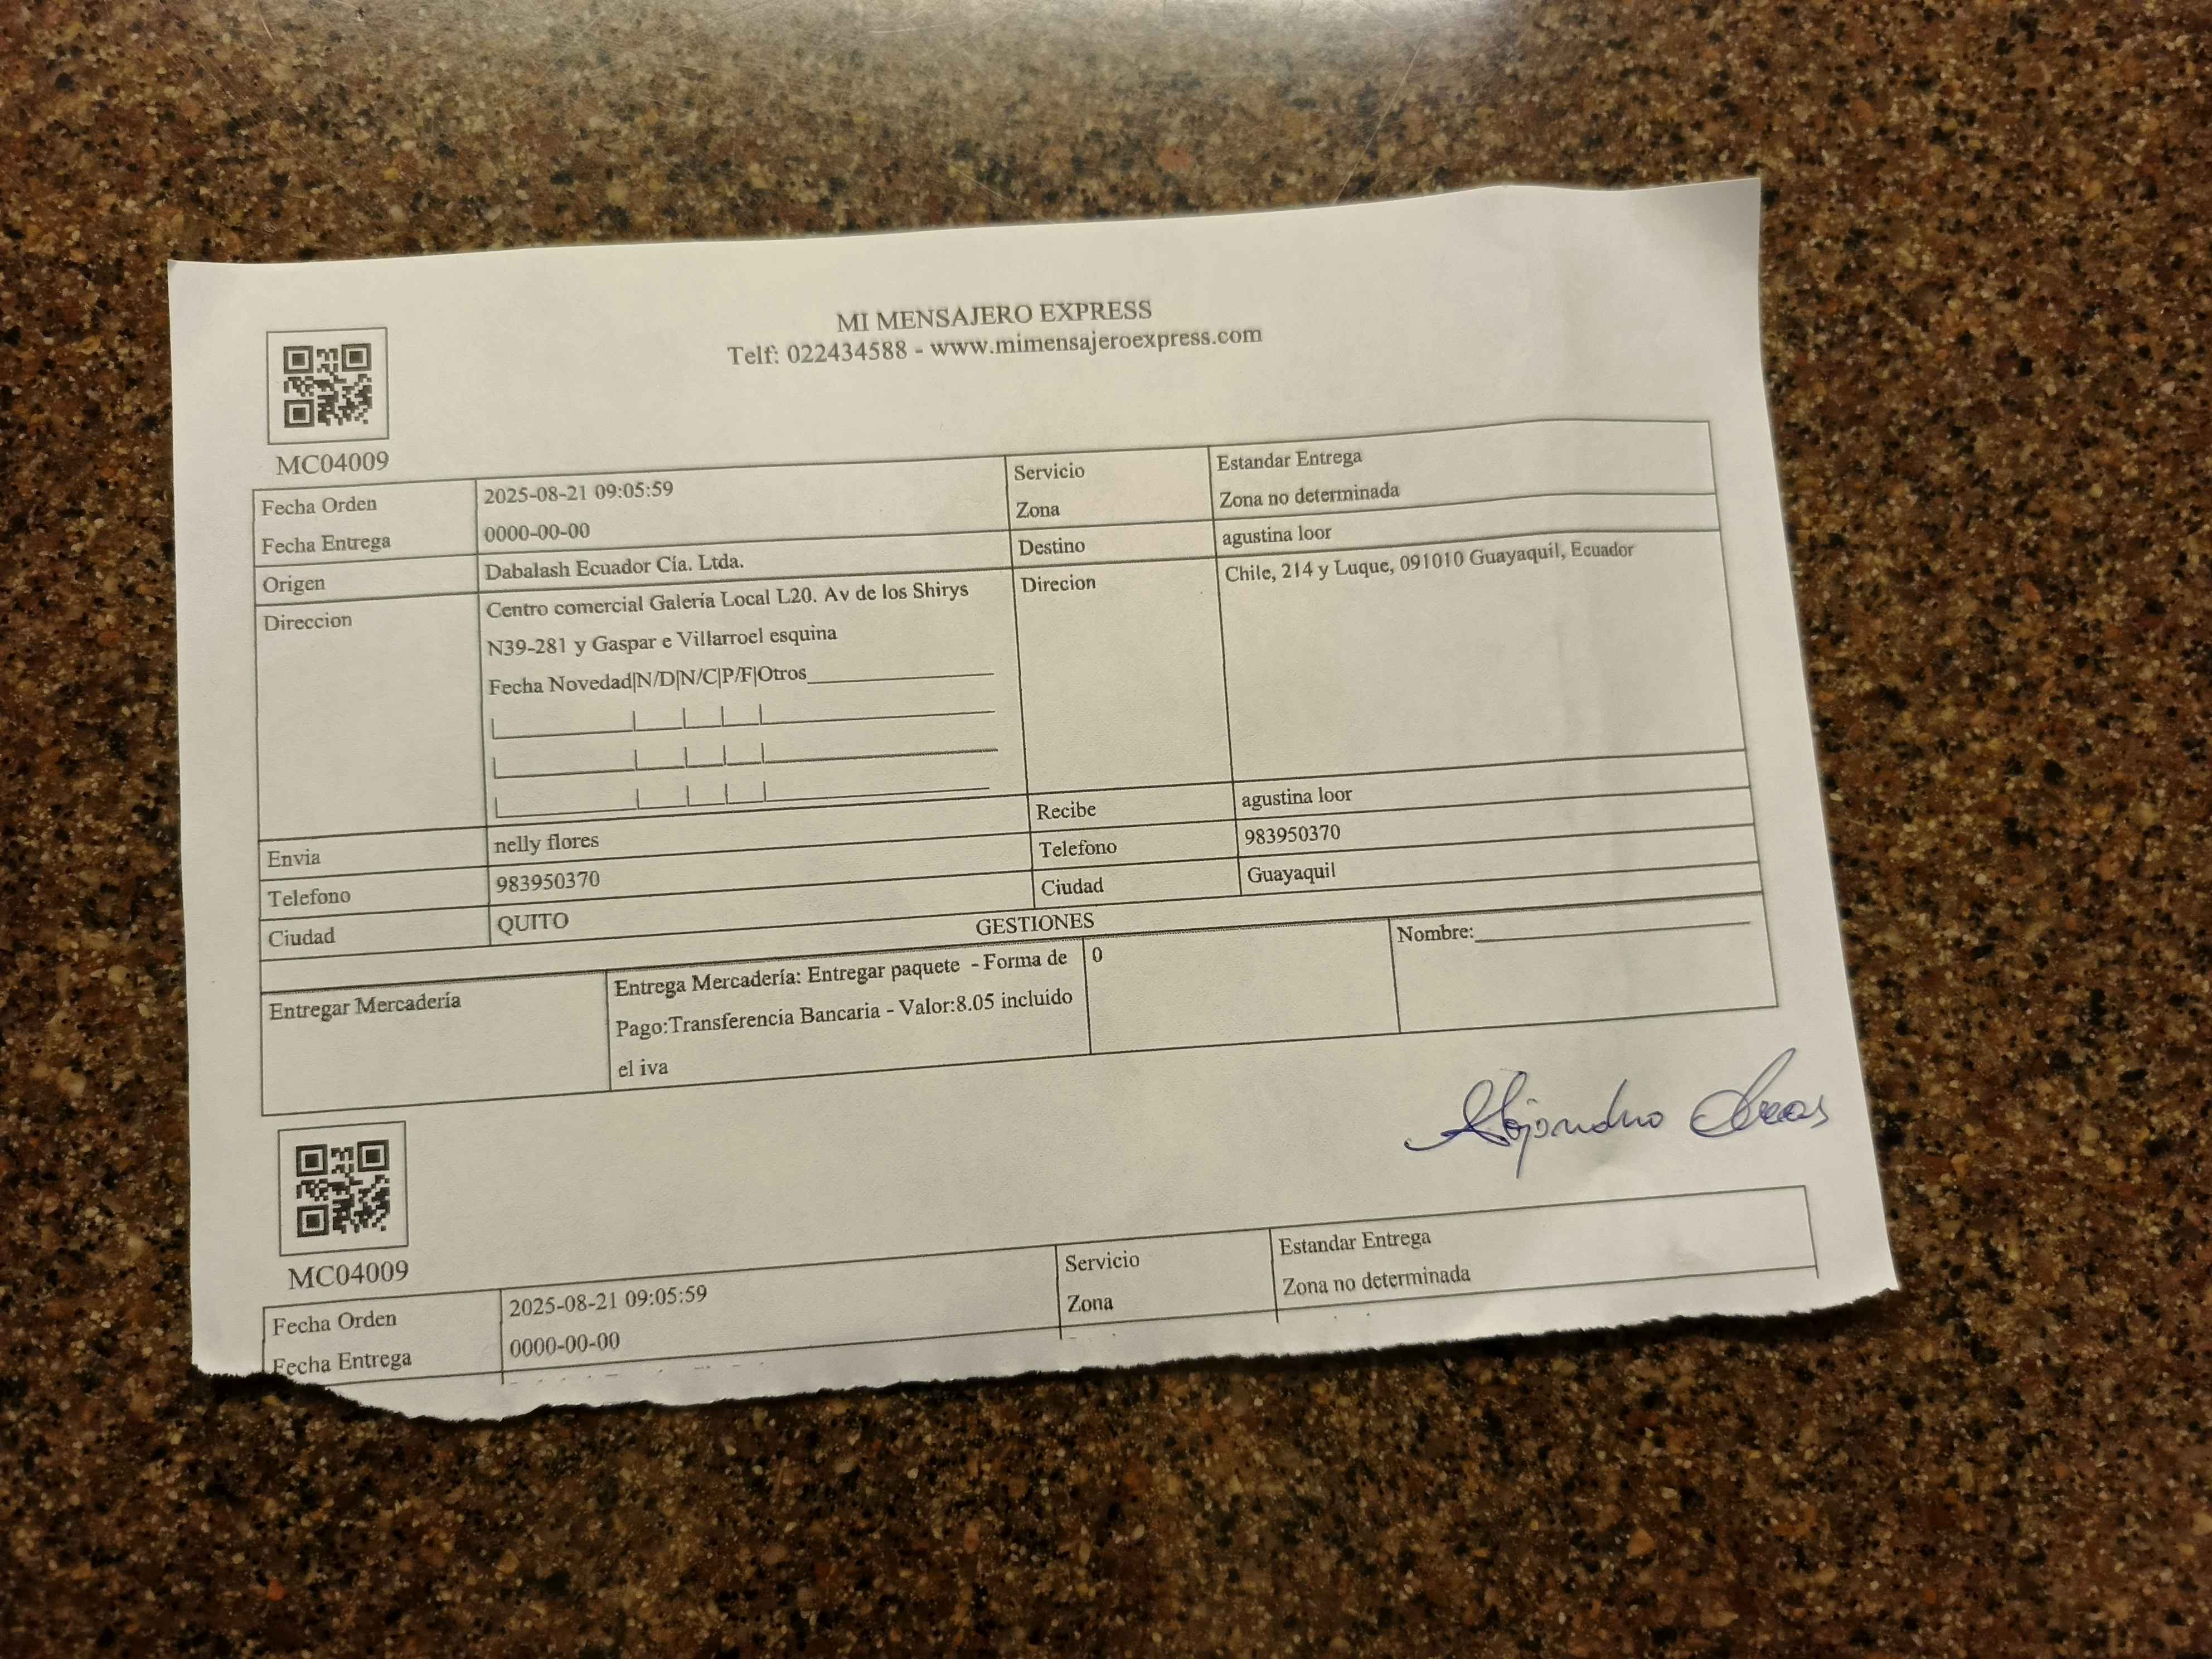 MI MENSAJERO EXPRESS
Telf: 022434588 - www.mimensajeroexpress.com
MC04009
Fecha Orden 2025-08-21 09:05:59 Servicio Estandar Entrega
Fecha Entrega 0000-00-00 Zona Zona no determinada
Origen Dabalash Ecuador Cía. Ltda. Destino agustina loor
Direccion Centro comercial Galería Local L20. Av de los Shirys Direcion Chile, 214 y Luque, 091010 Guayaquil, Ecuador
N39-281 y Gaspar e Villarroel esquina
Fecha Novedad|N/D|N/C|P/F|Otros
Envia nelly flores Recibe agustina loor
Telefono 983950370 Telefono 983950370
Ciudad QUITO Ciudad Guayaquil
GESTIONES
Entregar Mercadería Entrega Mercadería: Entregar paquete - Forma de 0 Nombre:
Pago:Transferencia Bancaria - Valor:8.05 incluido
el iva
Alejandro
MC04009
Fecha Orden 2025-08-21 09:05:59 Servicio Estandar Entrega
Fecha Entrega 0000-00-00 Zona Zona no determinada